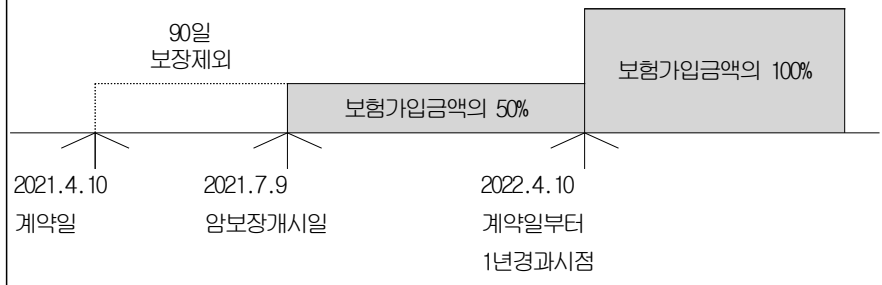 90일
보장제외
보험가입금액의 100%
보험가입금액의 50%
2021.4.10
계약일
2021.7.9
암보장개시일
2022.4.10
계약일부터
1년경과시점